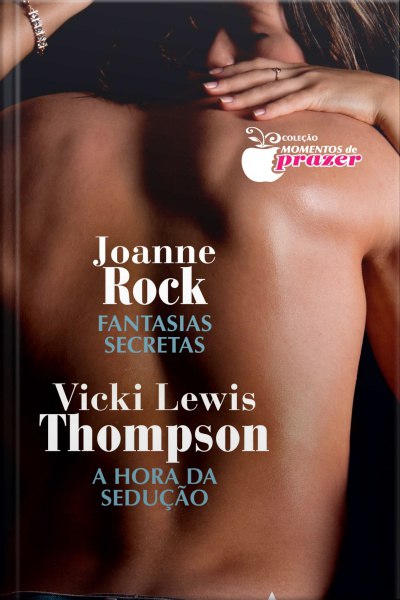 COLEÇÃO
MOMENTOS de
prazer
Joanne
Rock
FANTASIAS
SECRETAS
Vicki Lewis
Thompson
A HORA DA
SEDUÇÃO